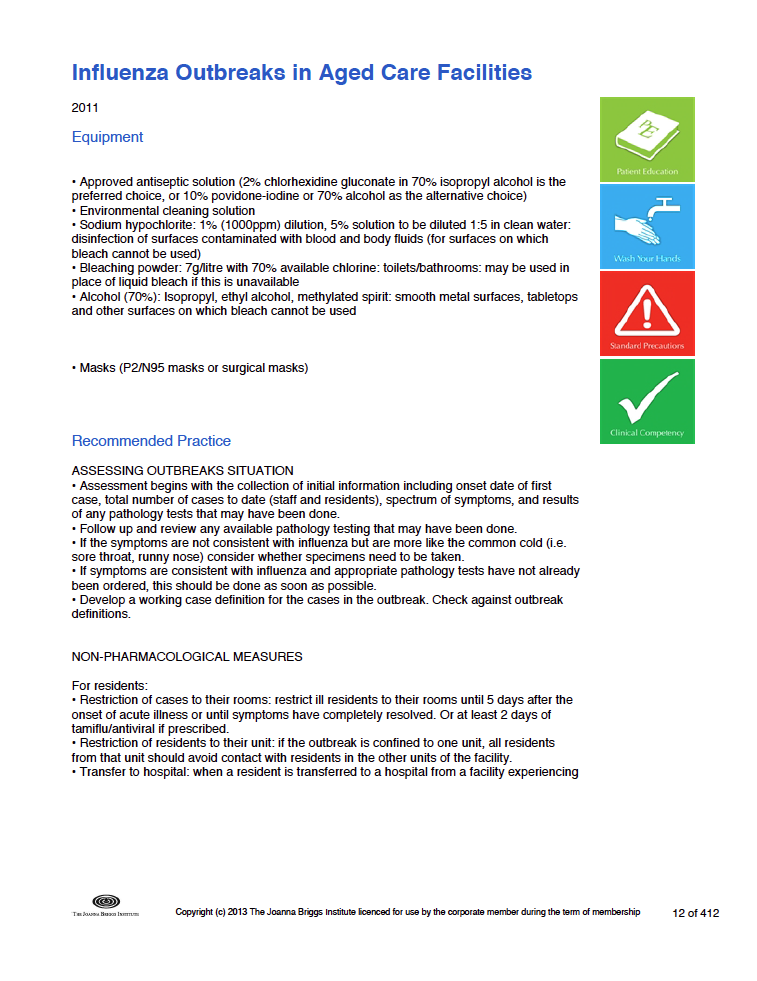 Influenza Outbreaks in Aged Care Facilities
2011
Equipment
• Approved antiseptic solution (2% chlorhexidine gluconate in 70% isopropyl alcohol is the
preferred choice, or 10% povidone-iodine or 70% alcohol as the alternative choice)
• Environmental cleaning solution
• Sodium hypochlorite: 1% (1000ppm) dilution, 5% solution to be diluted 1:5 in clean water:
disinfection of surfaces contaminated with blood and body fluids (for surfaces on which
bleach cannot be used)
• Bleaching powder: 7g/litre with 70% available chlorine: toilets/bathrooms: may be used in
place of liquid bleach if this is unavailable
• Alcohol (70%): Isopropyl, ethyl alcohol, methylated spirit: smooth metal surfaces, tabletops
and other surfaces on which bleach cannot be used
• Masks (P2/N95 masks or surgical masks)
PE
Patient Education
Wash Your Hands
Standard Precautions
Clinical Competency
Recommended Practice
ASSESSING OUTBREAKS SITUATION
• Assessment begins with the collection of initial information including onset date of first
case, total number of cases to date (staff and residents), spectrum of symptoms, and results
of any pathology tests that may have been done.
• Follow up and review any available pathology testing that may have been done.
• If the symptoms are not consistent with influenza but are more like the common cold (i.e.
sore throat, runny nose) consider whether specimens need to be taken.
• If symptoms are consistent with influenza and appropriate pathology tests have not already
been ordered, this should be done as soon as possible.
• Develop a working case definition for the cases in the outbreak. Check against outbreak
definitions.
NON-PHARMACOLOGICAL MEASURES
For residents:
• Restriction of cases to their rooms: restrict ill residents to their rooms until 5 days after the
onset of acute illness or until symptoms have completely resolved. Or at least 2 days of
tamiflu/antiviral if prescribed.
• Restriction of residents to their unit: if the outbreak is confined to one unit, all residents
from that unit should avoid contact with residents in the other units of the facility.
• Transfer to hospital: when a resident is transferred to a hospital from a facility experiencing
THE JOANNA BRIGGS INSTITUTE
Copyright (c) 2013 The Joanna Briggs Institute licenced for use by the corporate member during the term of membership
12 of 412